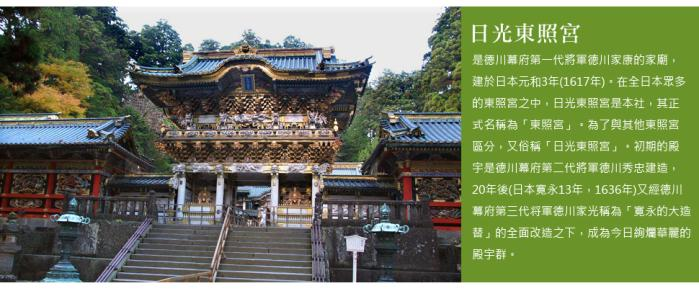 日光東照宮
是德川幕府第一代將軍德川家康的家廟，
建於日本元和3年(1617年)。在全日本眾多
的東照宮之中，日光東照宮是本社，其正
式名稱為「東照宮」。為了與其他東照宮
區分，又俗稱「日光東照宮」。初期的殿
宇是德川幕府第二代將軍德川秀忠建造，
20年後(日本寬永13年，1636年)又經德川
幕府第三代將軍德川家光稱為「寬永的大造
替」的全面改造之下，成為今日絢爛華麗的
殿宇群。